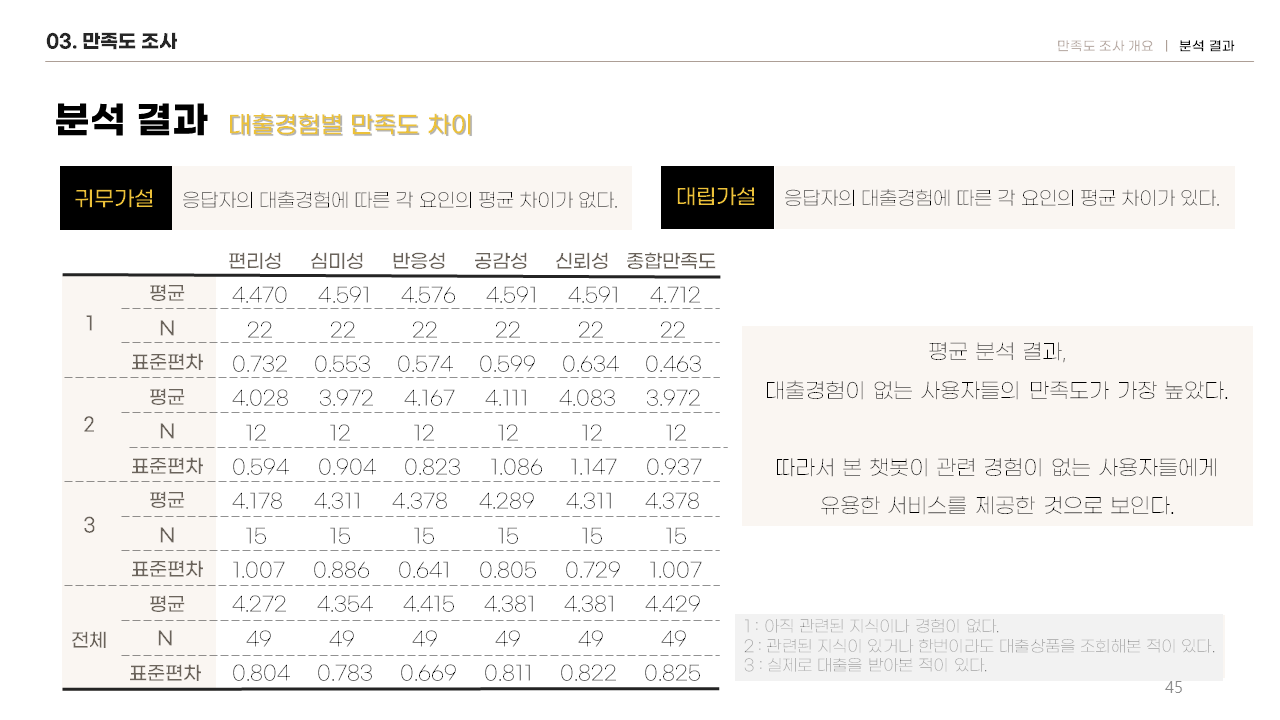 03. 만족도 조사
만족도 조사 개요 | 분석 결과
분석 결과 대출경험별 만족도 차이
귀무가설 응답자의 대출경험에 따른 각 요인의 평균 차이가 없다.
대립가설 응답자의 대출경험에 따른 각 요인의 평균 차이가 있다.
편리성 심미성 반응성 공감성 신뢰성 종합만족도
1
평균 4.470 4.591 4.576 4.591 4.591 4.712
N 22 22 22 22 22 22
표준편차 0.732 0.553 0.574 0.599 0.634 0.463
2
평균 4.028 3.972 4.167 4.111 4.083 3.972
N 12 12 12 12 12 12
표준편차 0.594 0.904 0.823 1.086 1.147 0.937
3
평균 4.178 4.311 4.378 4.289 4.311 4.378
N 15 15 15 15 15 15
표준편차 1.007 0.886 0.641 0.805 0.729 1.007
전체
평균 4.272 4.354 4.415 4.381 4.381 4.429
N 49 49 49 49 49 49
표준편차 0.804 0.783 0.669 0.811 0.822 0.825
평균 분석 결과,
대출경험이 없는 사용자들의 만족도가 가장 높았다.
따라서 본 챗봇이 관련 경험이 없는 사용자들에게
유용한 서비스를 제공한 것으로 보인다.
1 : 아직 관련된 지식이나 경험이 없다.
2 : 관련된 지식이 있거나 한번이라도 대출상품을 조회해본 적이 있다.
3 : 실제로 대출을 받아본 적이 있다.
45